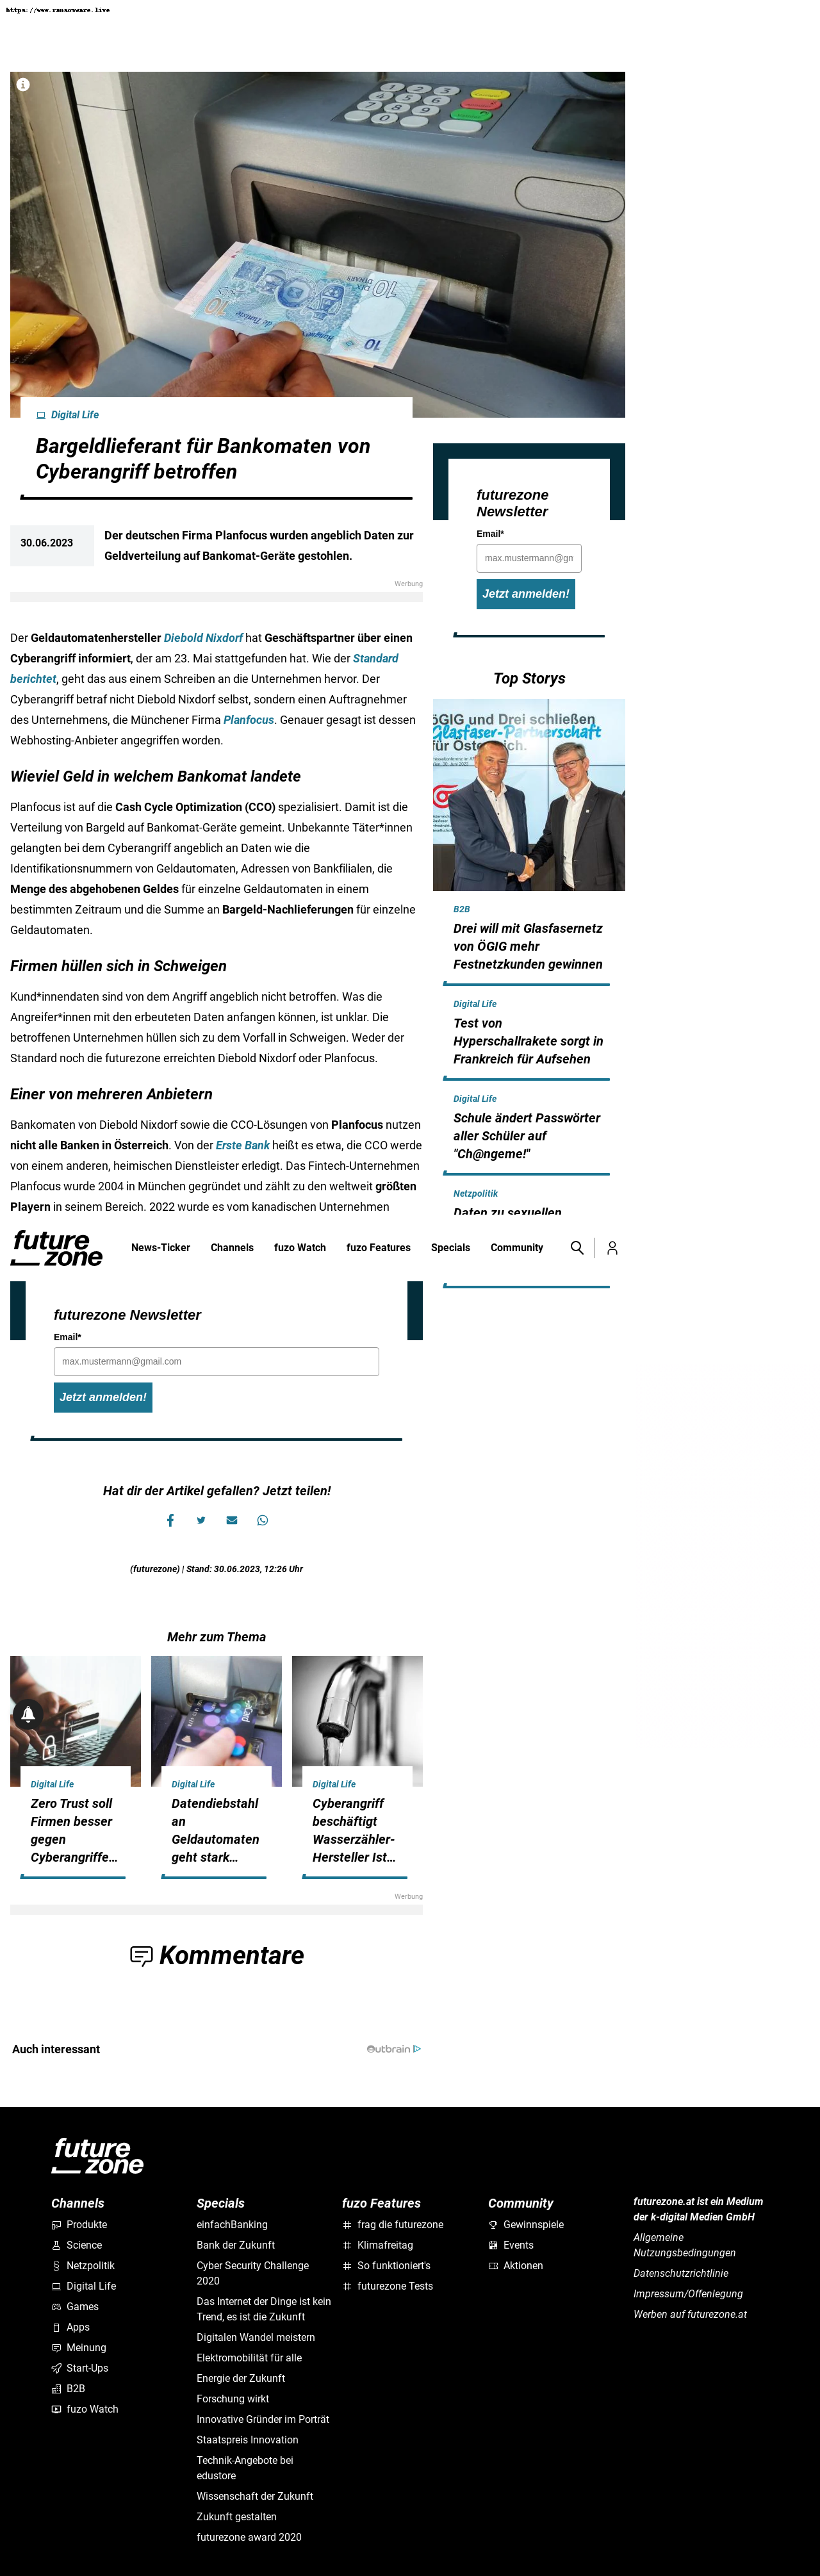 https://www.ransomware.live
10
DIX
DINARS
Digital Life
Bargeldlieferant für Bankomaten von
Cyberangriff betroffen
30.06.2023
Der deutschen Firma Planfocus wurden angeblich Daten zur
Geldverteilung auf Bankomat-Geräte gestohlen.
Werbung
Der Geldautomatenhersteller Diebold Nixdorf hat Geschäftspartner über einen
Cyberangriff informiert, der am 23. Mai stattgefunden hat. Wie der Standard
berichtet, geht das aus einem Schreiben an die Unternehmen hervor. Der
Cyberangriff betraf nicht Diebold Nixdorf selbst, sondern einen Auftragnehmer
des Unternehmens, die Münchener Firma Planfocus. Genauer gesagt ist dessen
Webhosting-Anbieter angegriffen worden.
Wieviel Geld in welchem Bankomat landete
Planfocus ist auf die Cash Cycle Optimization (CCO) spezialisiert. Damit ist die
Verteilung von Bargeld auf Bankomat-Geräte gemeint. Unbekannte Täter*innen
gelangten bei dem Cyberangriff angeblich an Daten wie die
Identifikationsnummern von Geldautomaten, Adressen von Bankfilialen, die
Menge des abgehobenen Geldes für einzelne Geldautomaten in einem
bestimmten Zeitraum und die Summe an Bargeld-Nachlieferungen für einzelne
Geldautomaten.
Firmen hüllen sich in Schweigen
Kund*innendaten sind von dem Angriff angeblich nicht betroffen. Was die
Angreifer*innen mit den erbeuteten Daten anfangen können, ist unklar. Die
betroffenen Unternehmen hüllen sich zu dem Vorfall in Schweigen. Weder der
Standard noch die futurezone erreichten Diebold Nixdorf oder Planfocus.
Einer von mehreren Anbietern
Bankomaten von Diebold Nixdorf sowie die CCO-Lösungen von Planfocus nutzen
nicht alle Banken in Österreich. Von der Erste Bank heißt es etwa, die CCO werde
von einem anderen, heimischen Dienstleister erledigt. Das Fintech-Unternehmen
Planfocus wurde 2004 in München gegründet und zählt zu den weltweit größten
Playern in seinem Bereich. 2022 wurde es vom kanadischen Unternehmen
futurezone
Newsletter
Email*
max.mustermann@gm
Jetzt anmelden!
Top Storys
öGIG und Drei schließen
Glasfaser-Partnerschaft
für Österreich.
B2B
Drei will mit Glasfasernetz
von ÖGIG mehr
Festnetzkunden gewinnen
Digital Life
Test von
Hyperschallrakete sorgt in
Frankreich für Aufsehen
Digital Life
Schule ändert Passwörter
aller Schüler auf
"Ch@ngeme!"
Netzpolitik
Daten zu sexuellen
future zone
News-Ticker Channels fuzo Watch fuzo Features Specials Community
futurezone Newsletter
Email*
max.mustermann@gmail.com
Jetzt anmelden!
Hat dir der Artikel gefallen? Jetzt teilen!
(futurezone) | Stand: 30.06.2023, 12:26 Uhr
Mehr zum Thema
Digital Life
Zero Trust soll
Firmen besser
gegen
Cyberangriffe…
Digital Life
Datendiebstahl
an
Geldautomaten
geht stark…
Digital Life
Cyberangriff
beschäftigt
Wasserzähler-
Hersteller Ist…
Werbung
Kommentare
Auch interessant
Outbrain
future zone
Channels
Produkte
Science
Netzpolitik
Digital Life
Games
Apps
Meinung
Start-Ups
B2B
fuzo Watch
Specials
einfachBanking
Bank der Zukunft
Cyber Security Challenge
2020
Das Internet der Dinge ist kein
Trend, es ist die Zukunft
Digitalen Wandel meistern
Elektromobilität für alle
Energie der Zukunft
Forschung wirkt
Innovative Gründer im Porträt
Staatspreis Innovation
Technik-Angebote bei
edustore
Wissenschaft der Zukunft
Zukunft gestalten
futurezone award 2020
fuzo Features
frag die futurezone
Klimafreitag
So funktioniert's
futurezone Tests
Community
Gewinnspiele
Events
Aktionen
futurezone.at ist ein Medium
der k-digital Medien GmbH
Allgemeine
Nutzungsbedingungen
Datenschutzrichtlinie
Impressum/Offenlegung
Werben auf futurezone.at